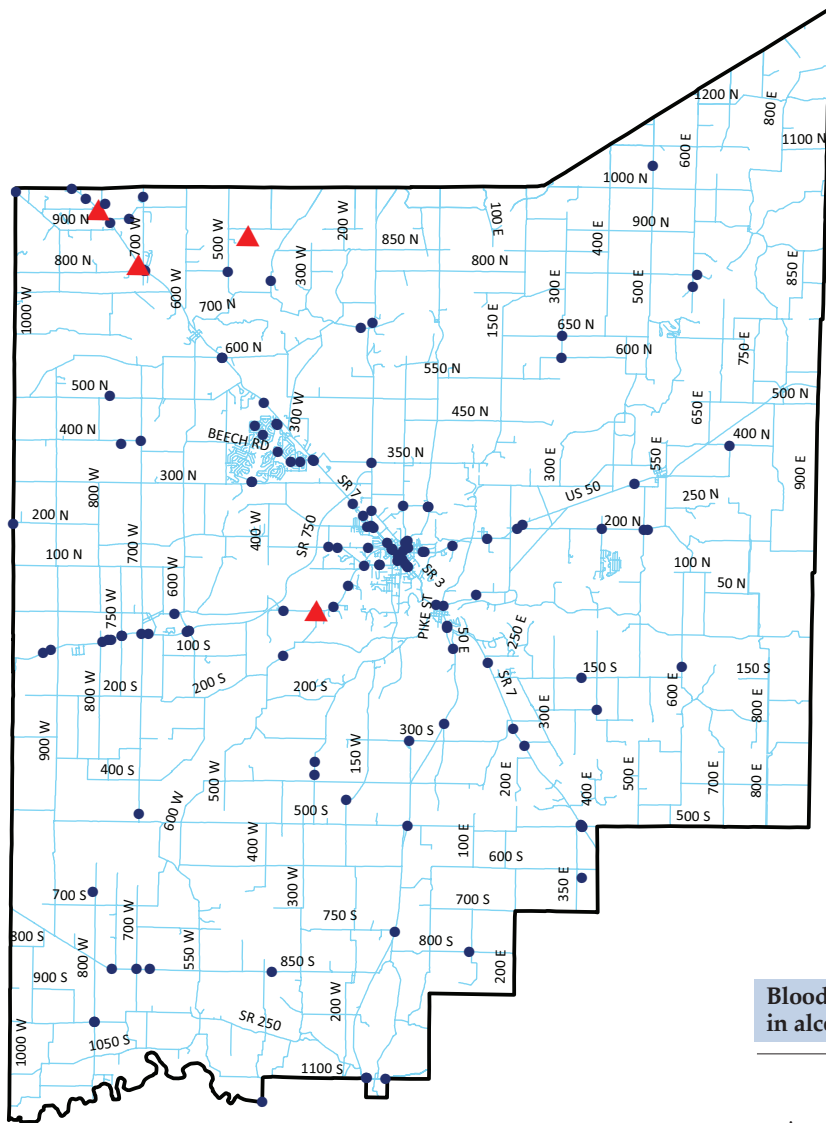 1200 N
800 E
1100 N
600 E
1000 N
900 N
400 E
850 E
100 E
200 W
850 N
800 N
500 W
300 W
900 N
700 W
800 N
600 W
700 N
1000 W
500 E
300 E
150 E
650 N
600 N
750 E
600 N
550 N
500 N
500 N
450 N
650 E
300 W
400 N
BEECH RD
400 N
350 N
300 E
550 E
900 E
300 N
800 W
SR 7
US 50
250 N
200 N
200 N
400 W
SR 750
100 N
700 W
600 W
SR 3
100 N
50 N
750 W
PIKE ST
50 E
250 E
100 S
150 S
150 S
200 S
200 S
200 S
800 W
SR 7
600 E
800 E
900 W
300 S
300 E
150 W
400 S
500 W
200 E
400 E
500 E
700 E
800 E
600 W
500 S
500 S
400 W
100 E
600 S
300 W
350 E
700 S
700 S
750 S
800 S
700 W
550 W
800 S
800 W
850 S
200 E
900 S
200 W
SR 250
1000 W
1050 S
1100 S
Blood
in alco